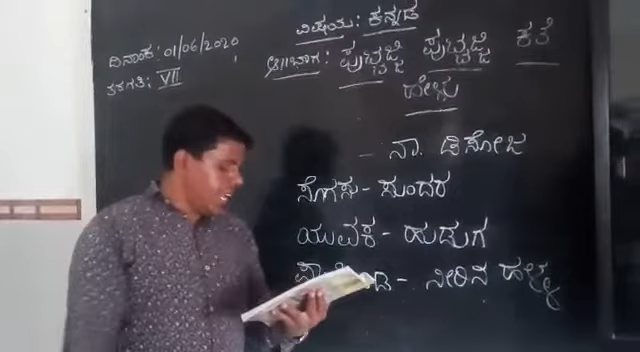 ದಿನಾಂಕ: 01/06/2020
ತರಗತಿ: VII
ವಿಷಯ: ಕನ್ನಡ
ಪುಟ್ಟಜ್ಜಿ ಪುಟ್ಟಜ್ಜಿ ಕತೆ
ಹೇಳು
- ನಾ. ಡಿಸೋಜ
ಸೊಗಸು - ಸುಂದರ
ಯುವಕ - ಹುಡುಗ
- ನೀರಿನ ಹಳ್ಳ